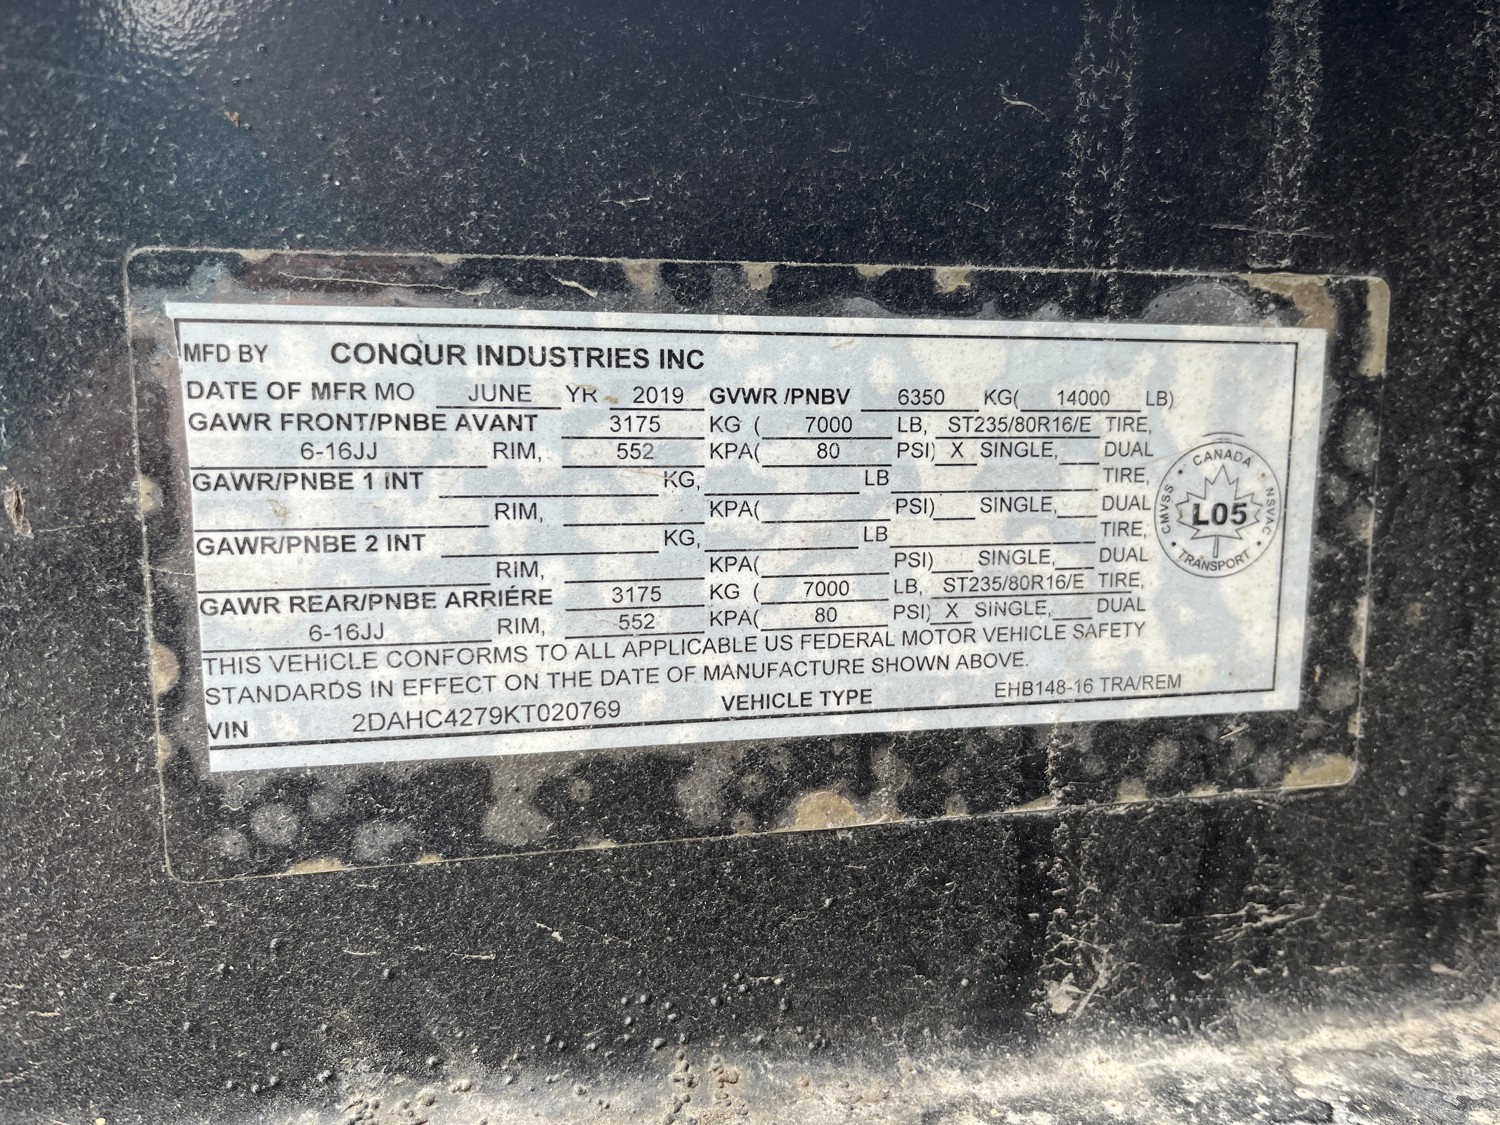 MFD BY CONQUR INDUSTRIES INC
DATE OF MFR MO JUNE YR 2019 GVWR /PNBV 6350 KG( 14000 LB)
GAWR FRONT/PNBE AVANT 3175 KG ( 7000 LB, ST235/80R16/E TIRE,
6-16JJ RIM, 552 KPA( 80 PSI) X SINGLE, DUAL
GAWR/PNBE 1 INT KG, LB TIRE,
RIM, KPA( PSI) SINGLE, DUAL
GAWR/PNBE 2 INT KG, LB TIRE,
RIM, KPA( PSI) SINGLE, DUAL
GAWR REAR/PNBE ARRIÉRE 3175 KG ( 7000 LB, ST235/80R16/E TIRE,
6-16JJ RIM, 552 KPA( 80 PSI) X SINGLE, DUAL
THIS VEHICLE CONFORMS TO ALL APPLICABLE US FEDERAL MOTOR VEHICLE SAFETY
STANDARDS IN EFFECT ON THE DATE OF MANUFACTURE SHOWN ABOVE.
VIN 2DAHC4279KT020769 VEHICLE TYPE EHB148-16 TRA/REM
CANADA
CMVSS
L05
NSVAC
TRANSPORT